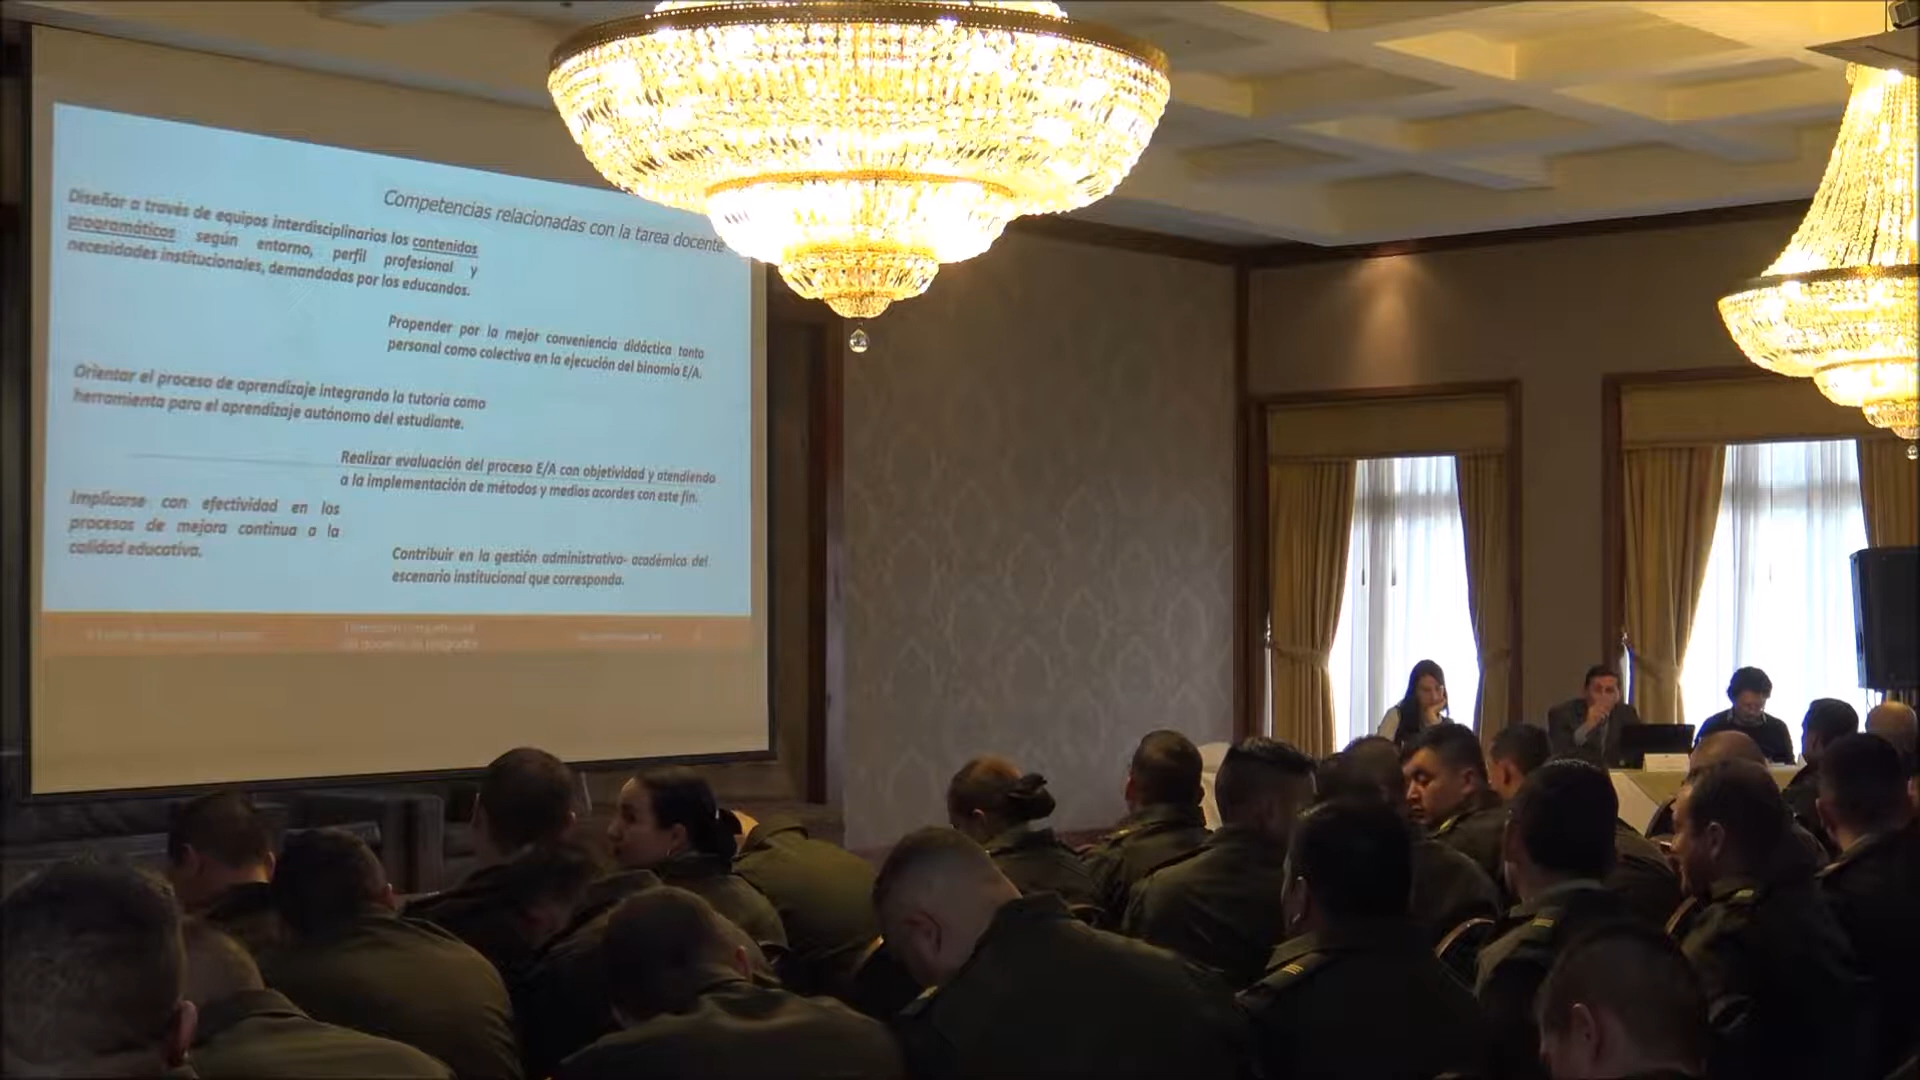 Competencias relacionadas con la tarea docente
Diseñar a través de equipos interdisciplinarios los contenidos
programáticos según entorno, perfil profesional y
necesidades institucionales, demandadas por los educandos.
Propender por la mejor conveniencia didáctica tanto
personal como colectiva en la ejecución del binomio E/A.
Orientar el proceso de aprendizaje integrando la tutoría como
herramienta para el aprendizaje autónomo del estudiante.
Realizar evaluación del proceso E/A con objetividad y atendiendo
a la implementación de métodos y medios acordes con este fin.
Implicarse con efectividad en los
procesos de mejora continua a la
calidad educativa.
Contribuir en la gestión administrativo- académica del
escenario institucional que corresponda.